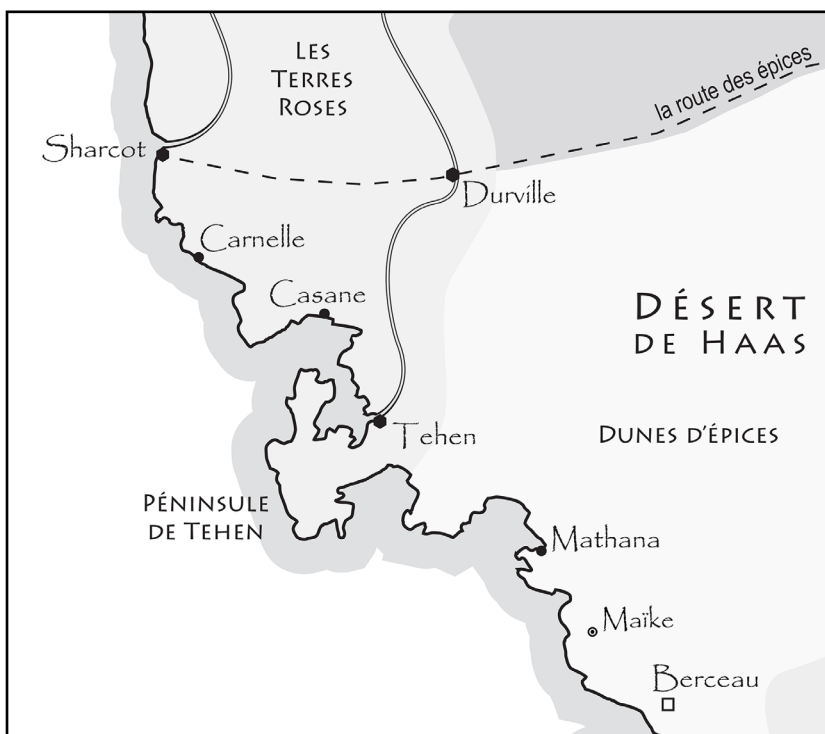 LES
TERRES
ROSES
la route des épices
Sharcot
Durville
Carnelle
Casane
DÉSERT
DE HAAS
Tehen
DUNES D'ÉPICES
PÉNINSULE
DE TEHEN
Mathana
Maïke
Berceau